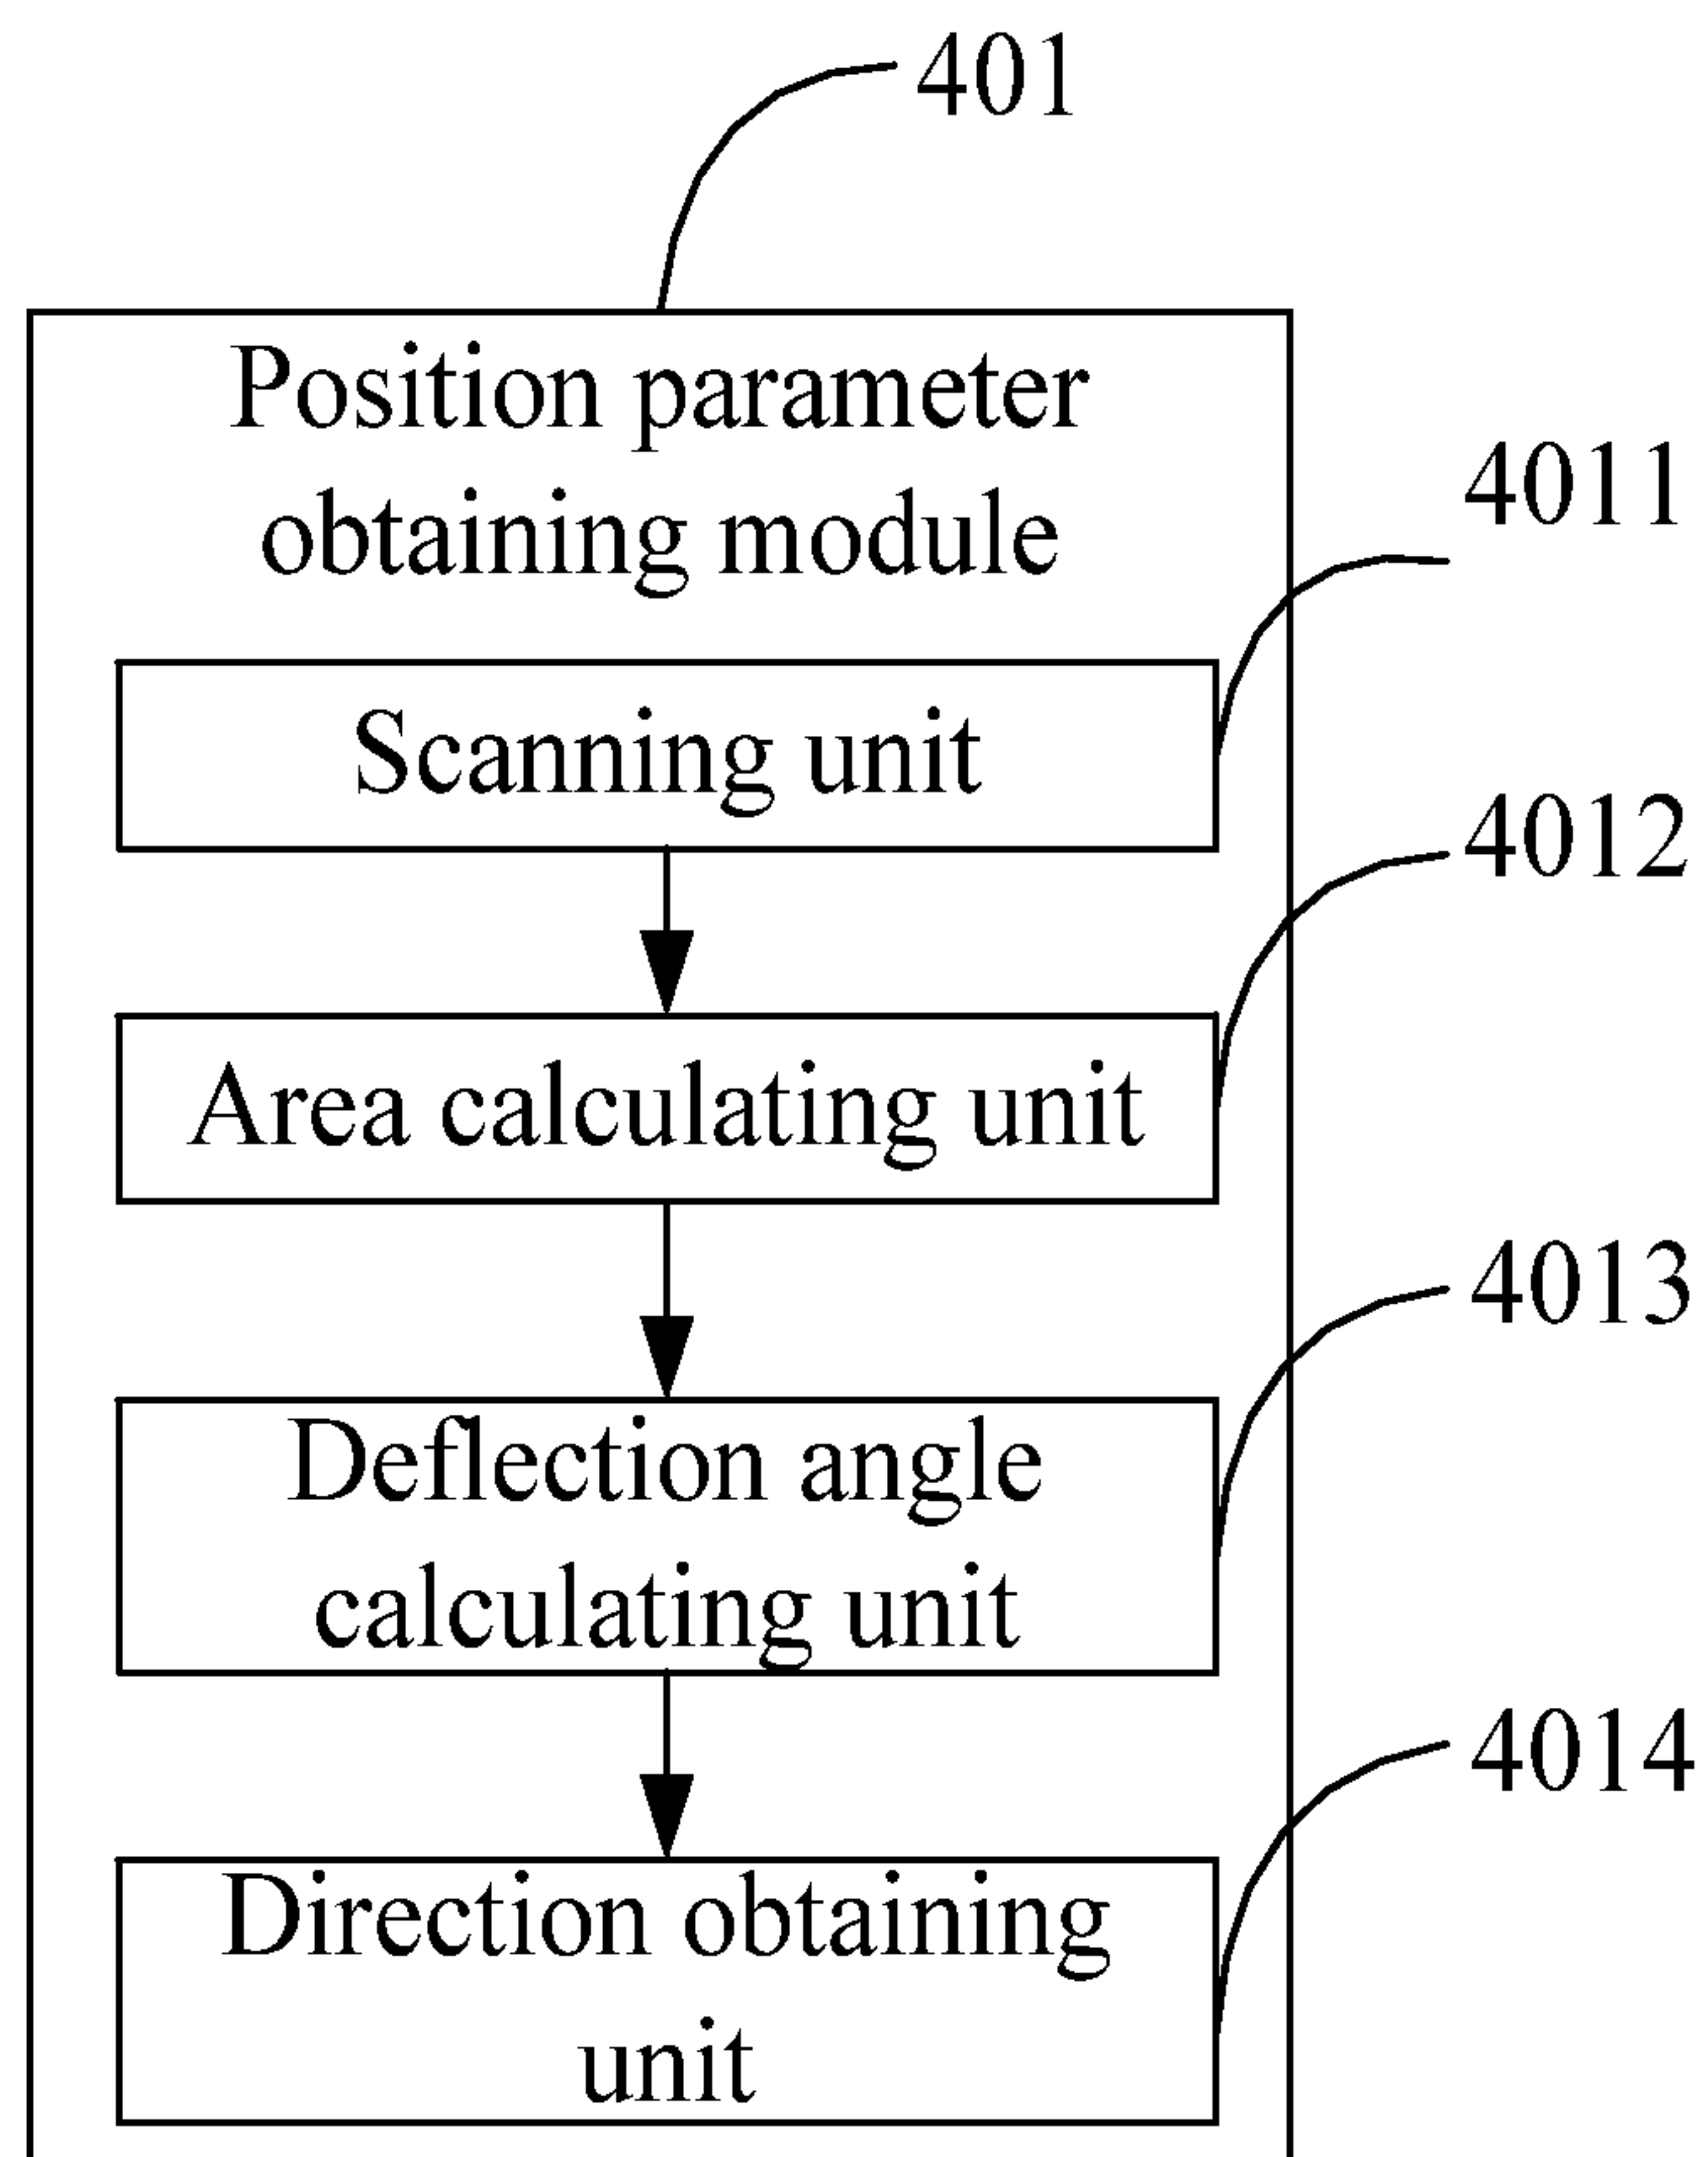 401
Position parameter
obtaining module
4011
Scanning unit
4012
Area calculating unit
4013
Deflection angle
calculating unit
4014
Direction obtaining
unit